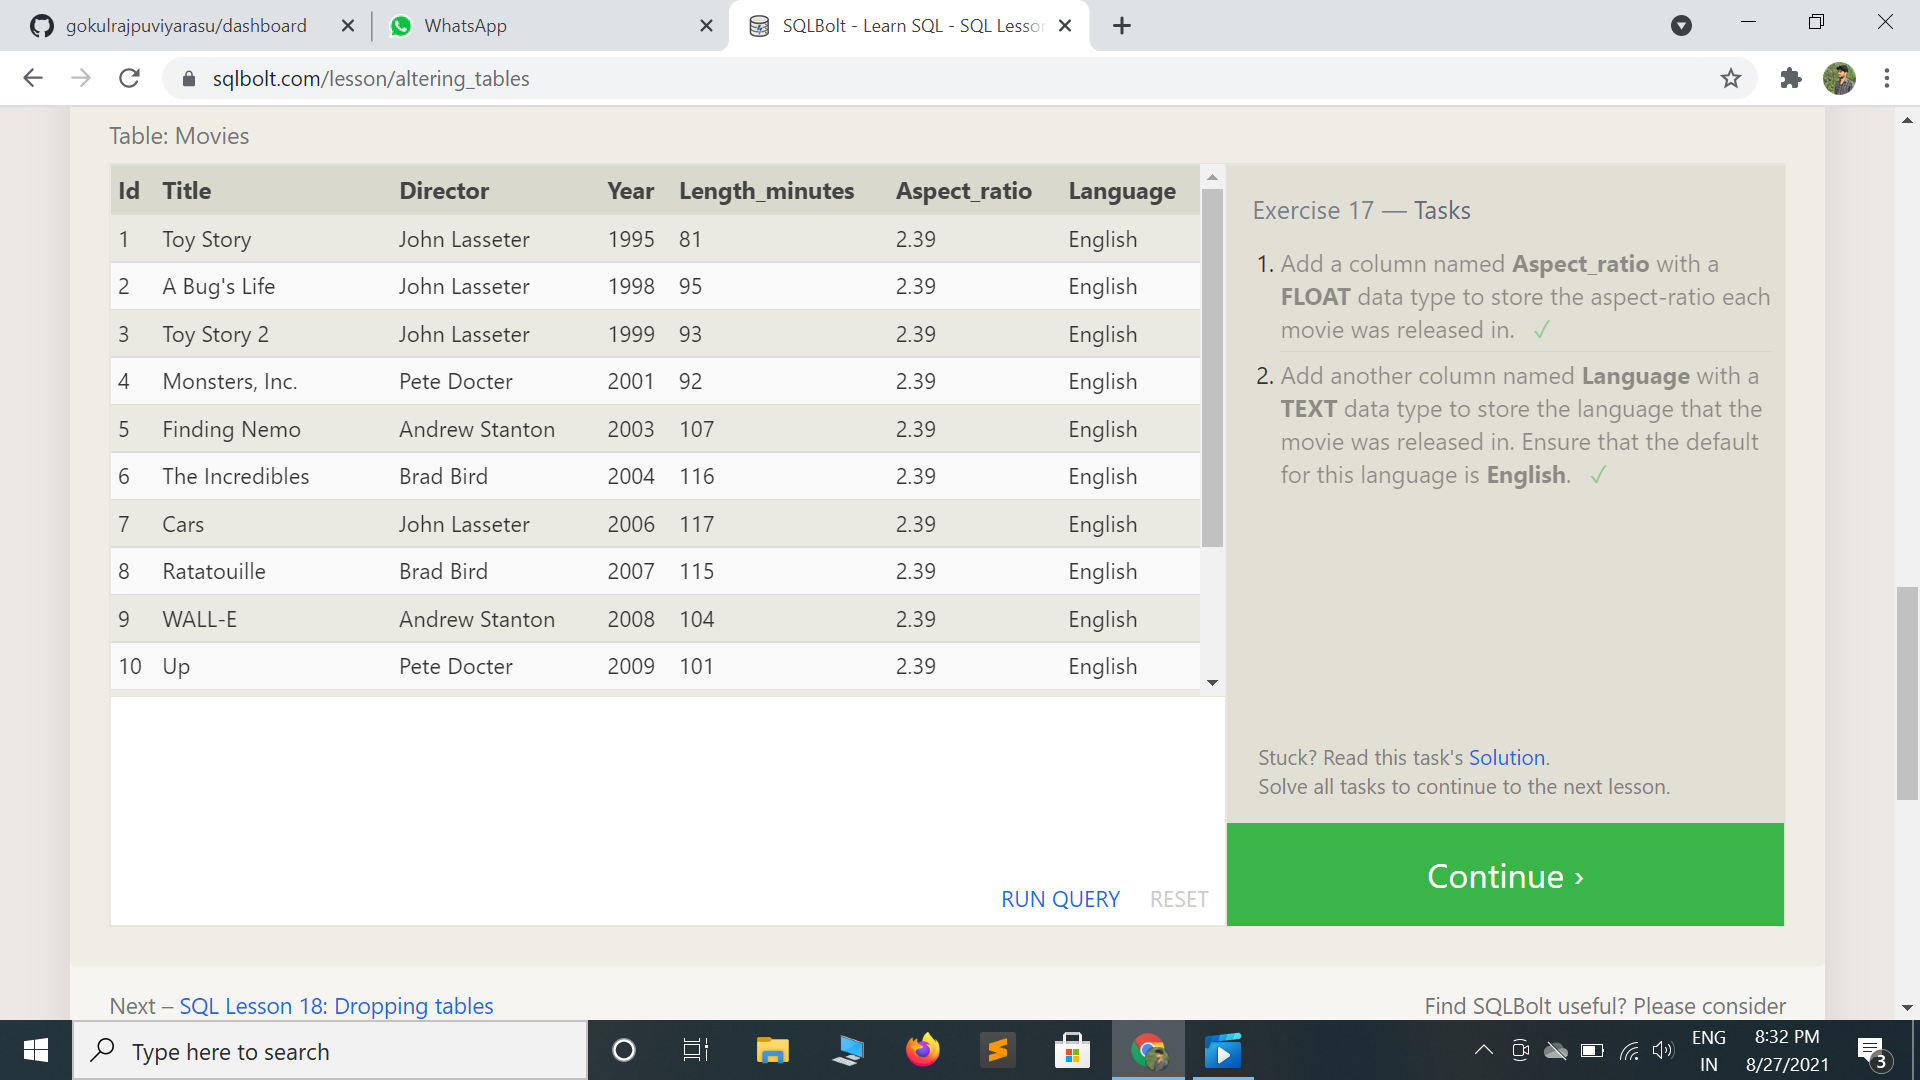 gokulrajpuviyarasu/dashboard
WhatsApp
SQLBolt - Learn SQL - SQL Lesson
sqlbolt.com/lesson/altering_tables
Table: Movies
Id Title Director Year Length_minutes Aspect_ratio Language
1 Toy Story John Lasseter 1995 81 2.39 English
2 A Bug's Life John Lasseter 1998 95 2.39 English
3 Toy Story 2 John Lasseter 1999 93 2.39 English
4 Monsters, Inc. Pete Docter 2001 92 2.39 English
5 Finding Nemo Andrew Stanton 2003 107 2.39 English
6 The Incredibles Brad Bird 2004 116 2.39 English
7 Cars John Lasseter 2006 117 2.39 English
8 Ratatouille Brad Bird 2007 115 2.39 English
9 WALL-E Andrew Stanton 2008 104 2.39 English
10 Up Pete Docter 2009 101 2.39 English
RUN QUERY RESET
Exercise 17 — Tasks
1. Add a column named Aspect_ratio with a
FLOAT data type to store the aspect-ratio each
movie was released in. ✓
2. Add another column named Language with a
TEXT data type to store the language that the
movie was released in. Ensure that the default
for this language is English. ✓
Stuck? Read this task's Solution.
Solve all tasks to continue to the next lesson.
Continue ›
Next – SQL Lesson 18: Dropping tables
Find SQLBolt useful? Please consider
Type here to search
ENG
IN
8:32 PM
8/27/2021
3